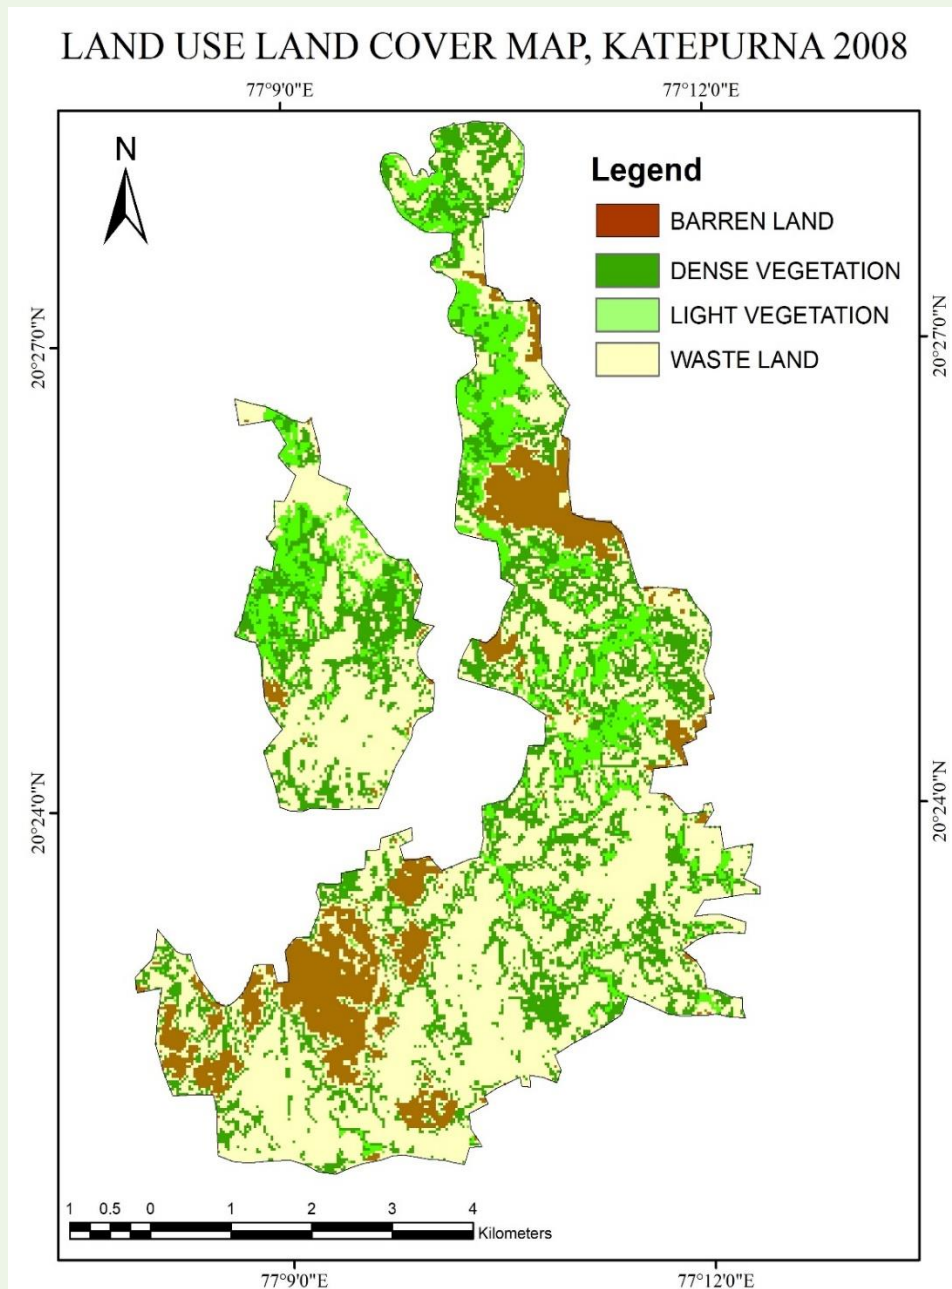 LAND USE LAND COVER MAP, KATEPURNA 2008
77°9'0"E 77°12'0"E
N
Legend
BARREN LAND
DENSE VEGETATION
LIGHT VEGETATION
WASTE LAND
20°27'0"N 20°27'0"N
20°24'0"N 20°24'0"N
1 0.5 0 1 2 3 4
Kilometers
77°9'0"E 77°12'0"E